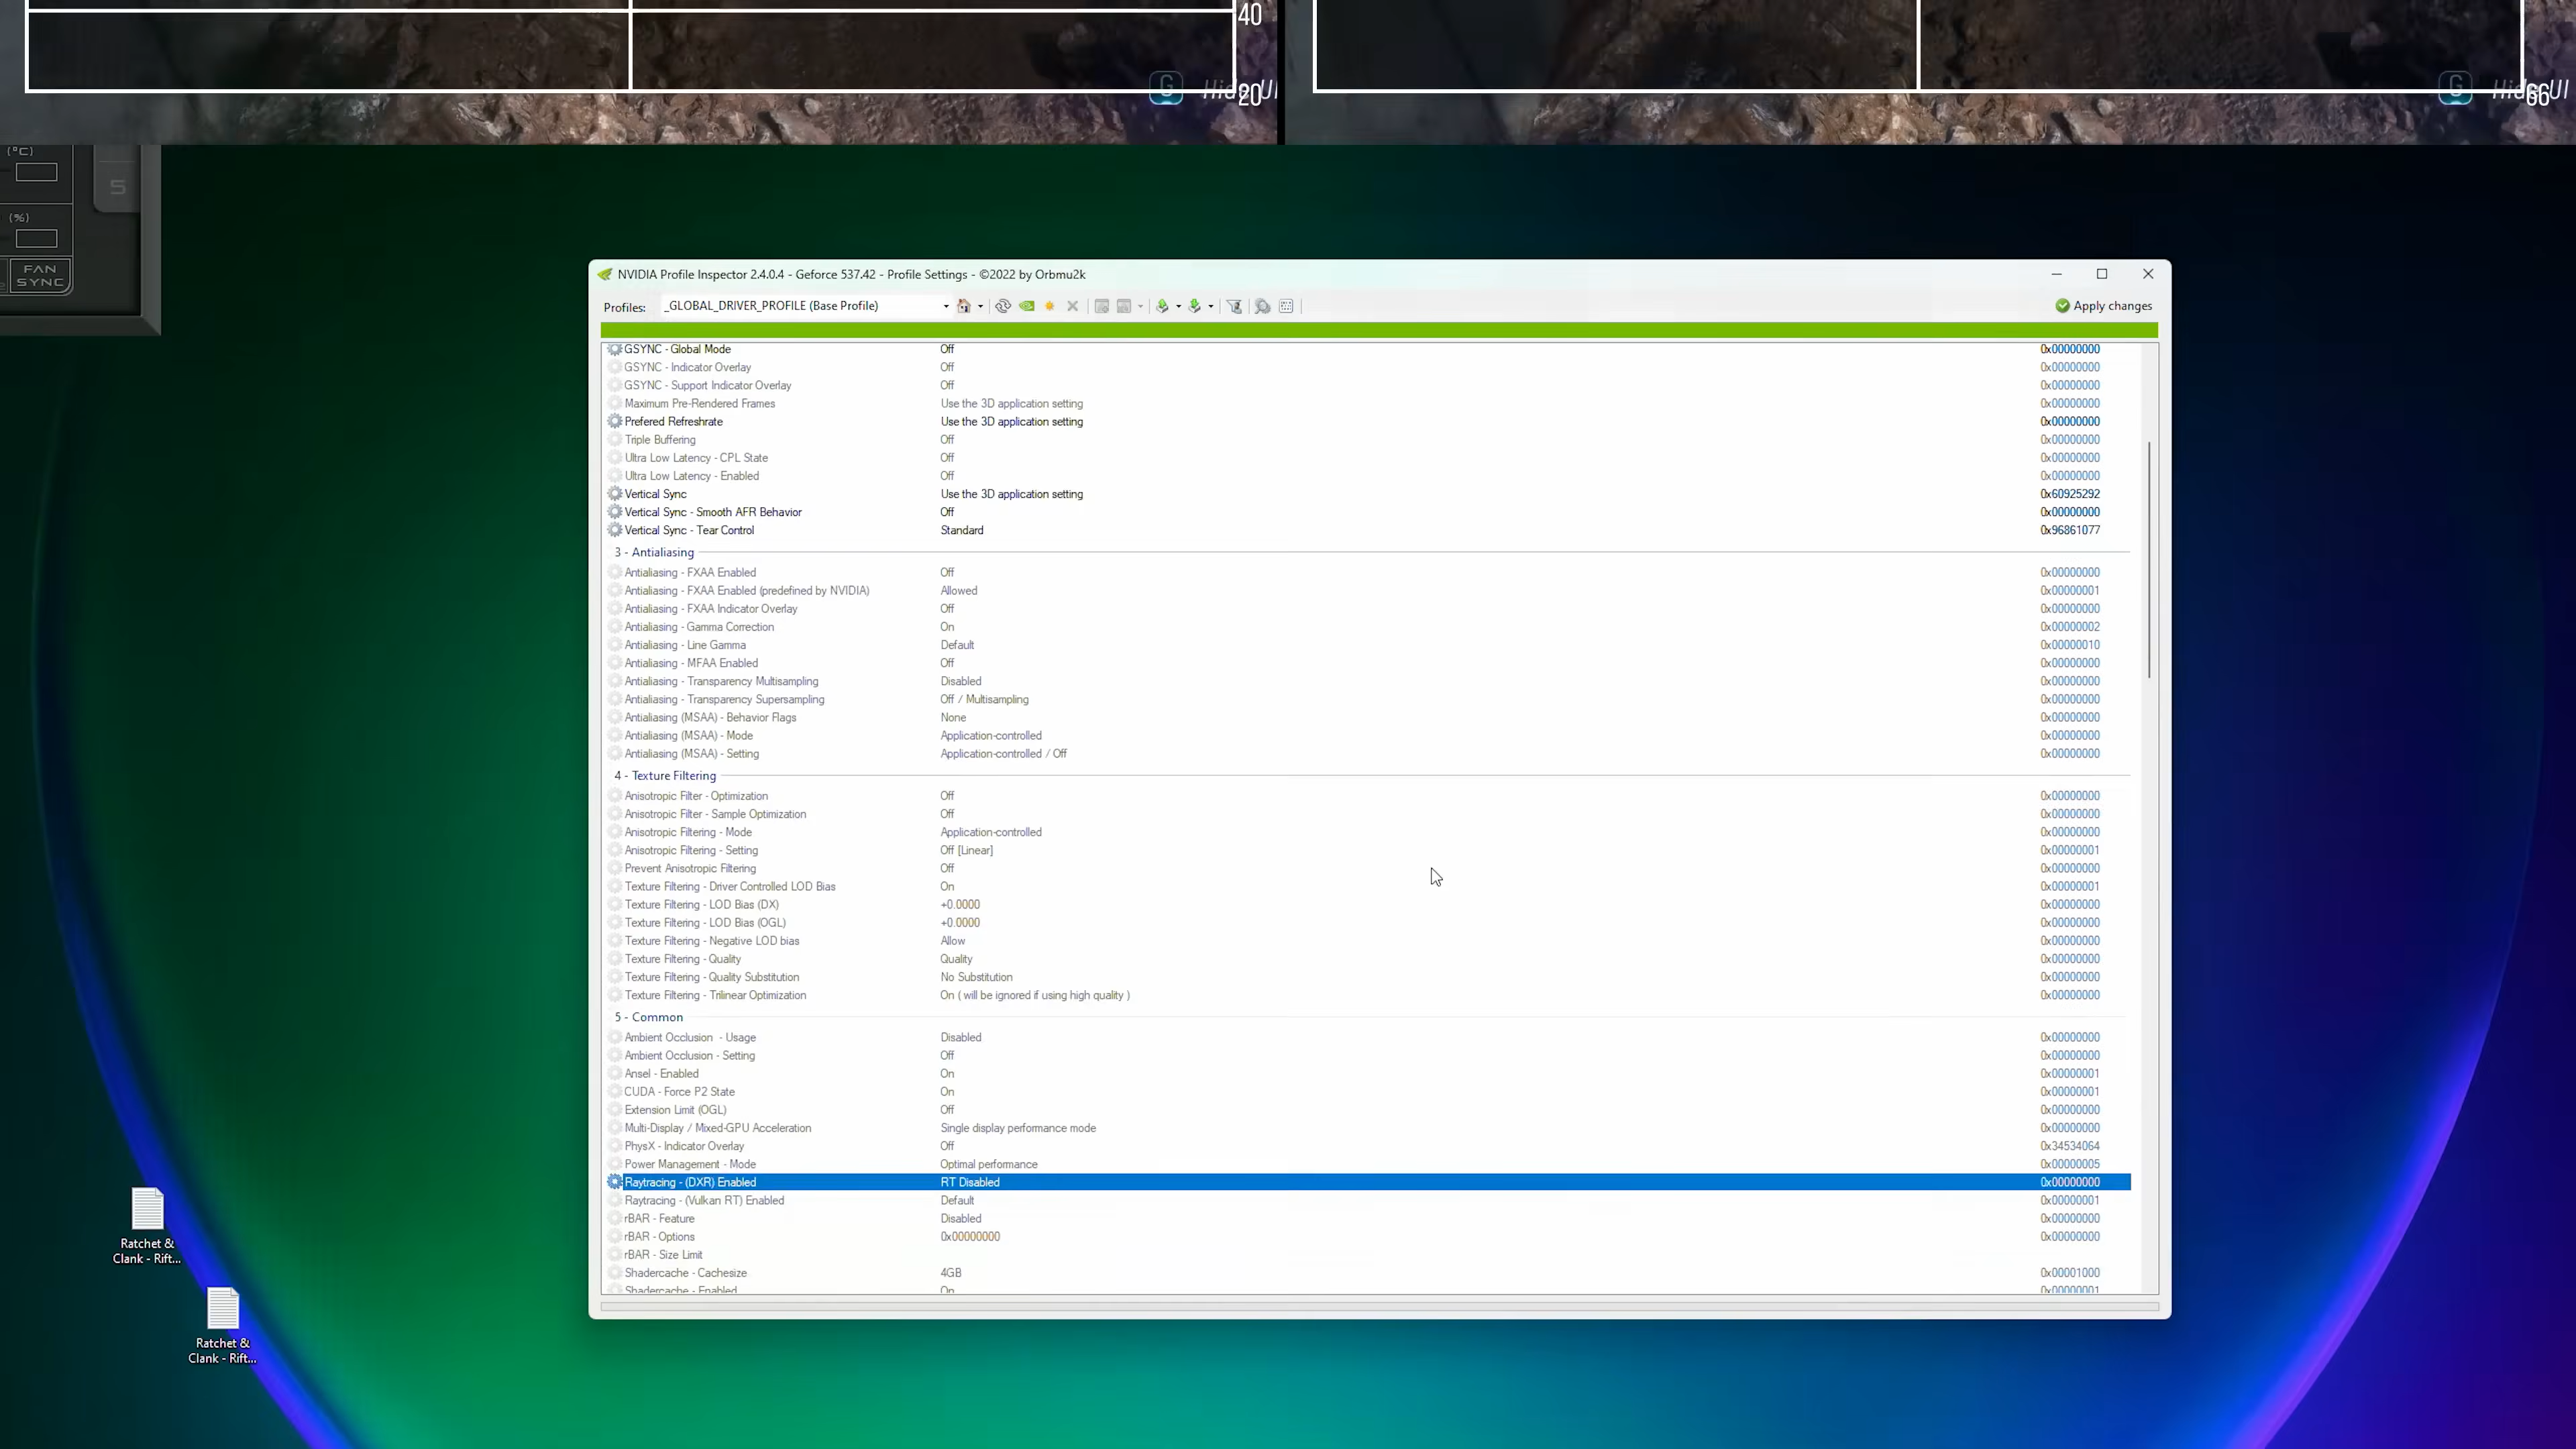 40
20
Hide UI
66
(°C)
5
(%)
FAN
SYNC
NVIDIA Profile Inspector 2.4.0.4 - Geforce 537.42 - Profile Settings - ©2022 by Orbmu2k
Profiles: _GLOBAL_DRIVER_PROFILE (Base Profile) Apply changes
GSYNC - Global Mode Off 0x00000000
GSYNC - Indicator Overlay Off 0x00000000
GSYNC - Support Indicator Overlay Off 0x00000000
Maximum Pre-Rendered Frames Use the 3D application setting 0x00000000
Prefered Refreshrate Use the 3D application setting 0x00000000
Triple Buffering Off 0x00000000
Ultra Low Latency - CPL State Off 0x00000000
Ultra Low Latency - Enabled Off 0x00000000
Vertical Sync Use the 3D application setting 0x60925292
Vertical Sync - Smooth AFR Behavior Off 0x00000000
Vertical Sync - Tear Control Standard 0x96861077
3 - Antialiasing
Antialiasing - FXAA Enabled Off 0x00000000
Antialiasing - FXAA Enabled (predefined by NVIDIA) Allowed 0x00000001
Antialiasing - FXAA Indicator Overlay Off 0x00000000
Antialiasing - Gamma Correction On 0x00000002
Antialiasing - Line Gamma Default 0x00000010
Antialiasing - MFAA Enabled Off 0x00000000
Antialiasing - Transparency Multisampling Disabled 0x00000000
Antialiasing - Transparency Supersampling Off / Multisampling 0x00000000
Antialiasing (MSAA) - Behavior Flags None 0x00000000
Antialiasing (MSAA) - Mode Application-controlled 0x00000000
Antialiasing (MSAA) - Setting Application-controlled / Off 0x00000000
4 - Texture Filtering
Anisotropic Filter - Optimization Off 0x00000000
Anisotropic Filter - Sample Optimization Off 0x00000000
Anisotropic Filtering - Mode Application-controlled 0x00000000
Anisotropic Filtering - Setting Off [Linear] 0x00000001
Prevent Anisotropic Filtering Off 0x00000000
Texture Filtering - Driver Controlled LOD Bias On 0x00000001
Texture Filtering - LOD Bias (DX) +0.0000 0x00000000
Texture Filtering - LOD Bias (OGL) +0.0000 0x00000000
Texture Filtering - Negative LOD bias Allow 0x00000000
Texture Filtering - Quality Quality 0x00000000
Texture Filtering - Quality Substitution No Substitution 0x00000000
Texture Filtering - Trilinear Optimization On ( will be ignored if using high quality ) 0x00000000
5 - Common
Ambient Occlusion - Usage Disabled 0x00000000
Ambient Occlusion - Setting Off 0x00000000
Ansel - Enabled On 0x00000001
CUDA - Force P2 State On 0x00000001
Extension Limit (OGL) Off 0x00000000
Multi-Display / Mixed-GPU Acceleration Single display performance mode 0x00000000
PhysX - Indicator Overlay Off 0x34534064
Power Management - Mode Optimal performance 0x00000005
Raytracing - (DXR) Enabled RT Disabled 0x00000000
Raytracing - (Vulkan RT) Enabled Default 0x00000001
rBAR - Feature Disabled 0x00000000
rBAR - Options 0x00000000 0x00000000
rBAR - Size Limit
Shadercache - Cachesize 4GB 0x00001000
Shadercache - Enabled On 0x00000001
Ratchet &
Clank - Rift...
Ratchet &
Clank - Rift...